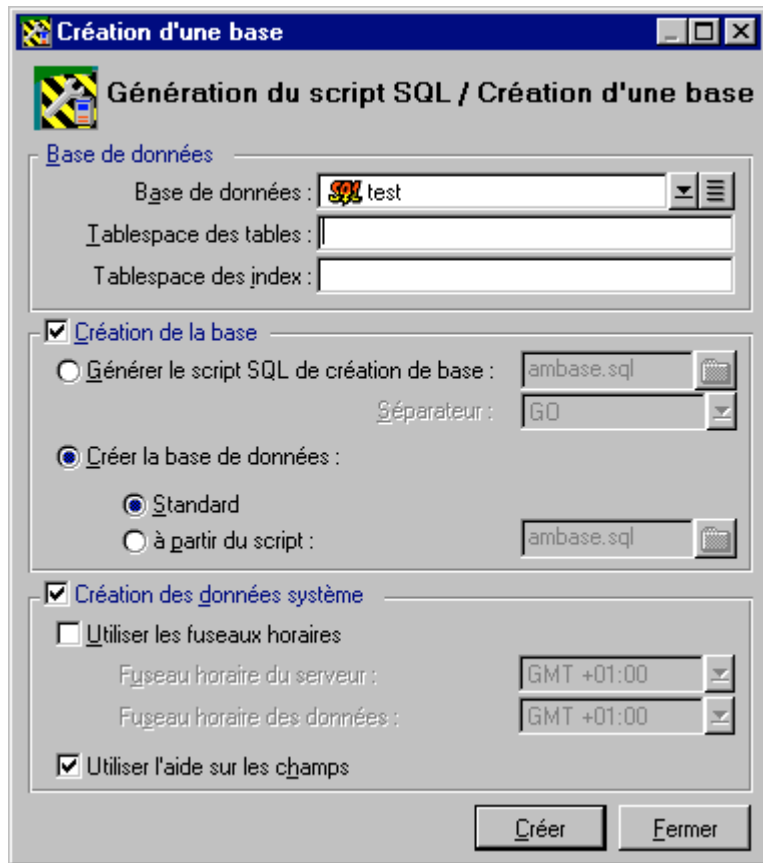 Création d'une base
Génération du script SQL / Création d'une base
Base de données
Base de données : SQL test
Tablespace des tables :
Tablespace des index :
Création de la base
Générer le script SQL de création de base : ambase.sql
Séparateur : GO
Créer la base de données :
Standard
à partir du script : ambase.sql
Création des données système
Utiliser les fuseaux horaires
Fuseau horaire du serveur : GMT +01:00
Fuseau horaire des données : GMT +01:00
Utiliser l'aide sur les champs
Créer Fermer